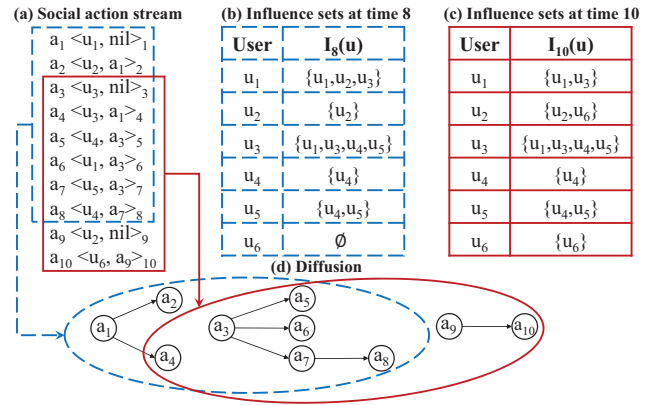 (a) Social action stream
a₁ <u₁, nil>₁
a₂ <u₂, a₁>₂
a₃ <u₃, nil>₃
a₄ <u₃, a₁>₄
a₅ <u₄, a₃>₅
a₆ <u₁, a₃>₆
a₇ <u₅, a₃>₇
a₈ <u₄, a₇>₈
a₉ <u₂, nil>₉
a₁₀ <u₆, a₉>₁₀
(b) Influence sets at time 8
User I₈(u)
u₁ {u₁,u₂,u₃}
u₂ {u₂}
u₃ {u₁,u₃,u₄,u₅}
u₄ {u₄}
u₅ {u₄,u₅}
u₆ ∅
(c) Influence sets at time 10
User I₁₀(u)
u₁ {u₁,u₃}
u₂ {u₂,u₆}
u₃ {u₁,u₃,u₄,u₅}
u₄ {u₄}
u₅ {u₄,u₅}
u₆ {u₆}
(d) Diffusion
a₂ a₅
a₁ a₃ a₆ a₉ a₁₀
a₄ a₇ a₈